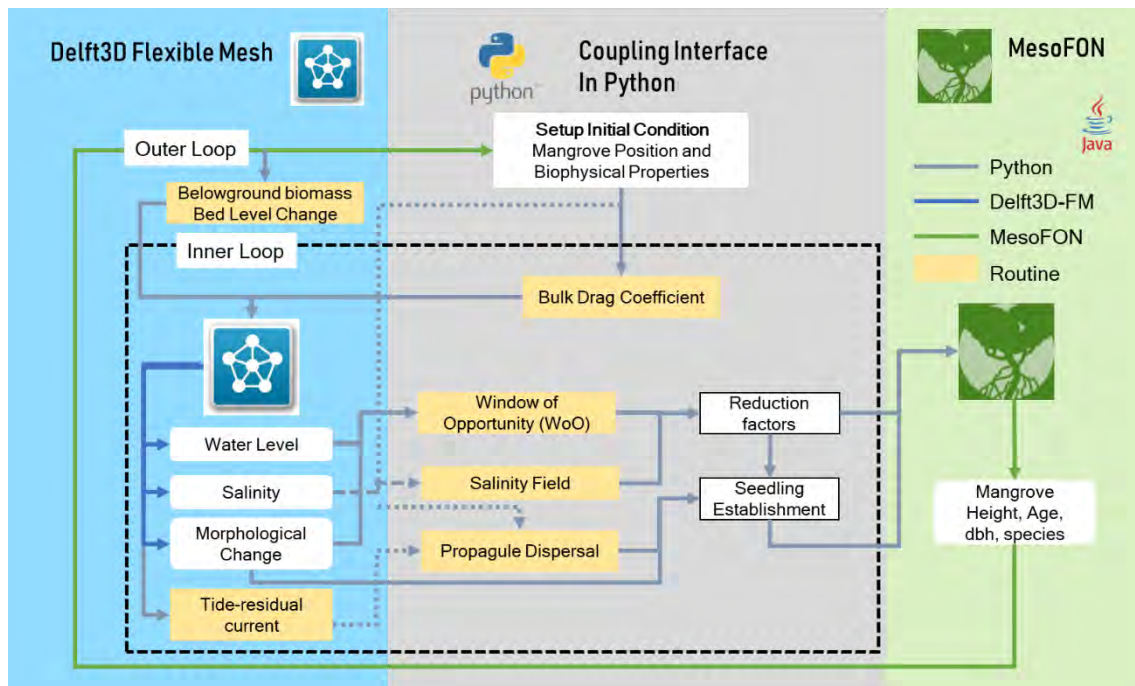 Delft3D Flexible Mesh
python
Coupling Interface
In Python
MesoFON
Java
Outer Loop
Setup Initial Condition
Mangrove Position and
Biophysical Properties
Python
Delft3D-FM
MesoFON
Routine
Belowground biomass
Bed Level Change
Inner Loop
Bulk Drag Coefficient
Window of
Opportunity (WoO)
Reduction
factors
Water Level
Salinity
Salinity Field
Seedling
Establishment
Mangrove
Height, Age,
dbh, species
Morphological
Change
Propagule Dispersal
Tide-residual
current